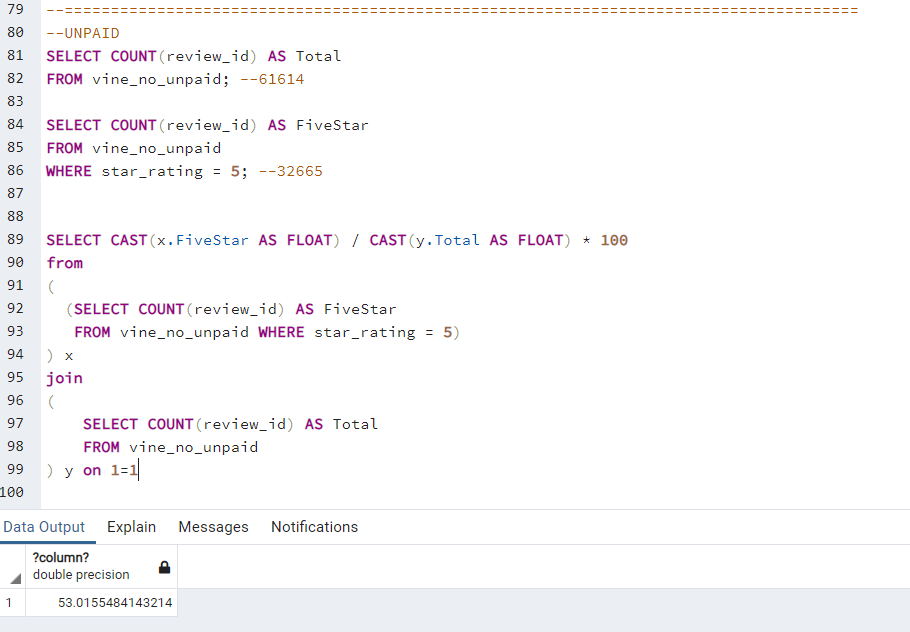 79 --======================================================================================
80 --UNPAID
81 SELECT COUNT(review_id) AS Total
82 FROM vine_no_unpaid; --61614
83
84 SELECT COUNT(review_id) AS FiveStar
85 FROM vine_no_unpaid
86 WHERE star_rating = 5; --32665
87
88
89 SELECT CAST(x.FiveStar AS FLOAT) / CAST(y.Total AS FLOAT) * 100
90 from
91 (
92   (SELECT COUNT(review_id) AS FiveStar
93    FROM vine_no_unpaid WHERE star_rating = 5)
94 ) x
95 join
96 (
97     SELECT COUNT(review_id) AS Total
98     FROM vine_no_unpaid
99 ) y on 1=1
100
Data Output Explain Messages Notifications
?column?
double precision
1 53.0155484143214